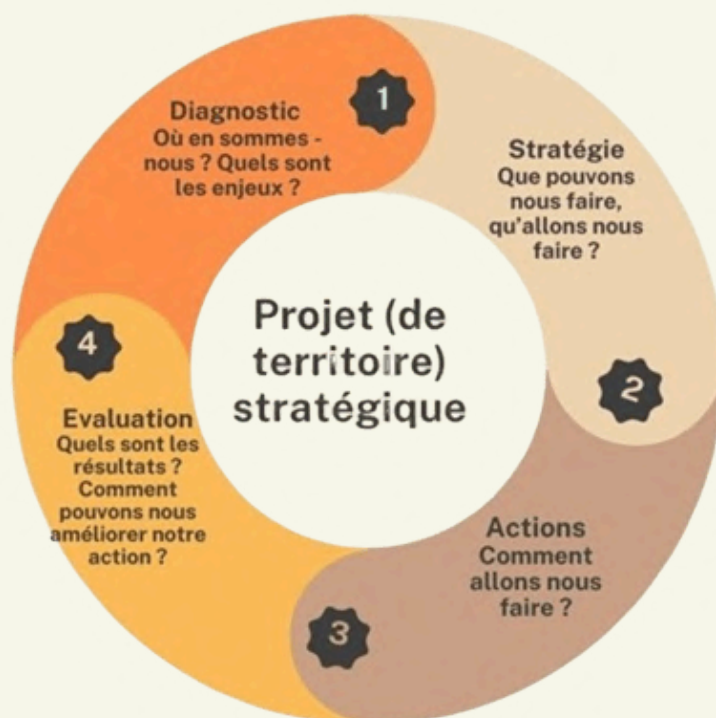 1
Diagnostic
Où en sommes -
nous ? Quels sont
les enjeux ?
Stratégie
Que pouvons
nous faire,
qu'allons nous
faire ?
2
Projet (de
territoire)
stratégique
Actions
Comment
allons nous
faire ?
3
4
Evaluation
Quels sont les
résultats ?
Comment
pouvons nous
améliorer notre
action ?